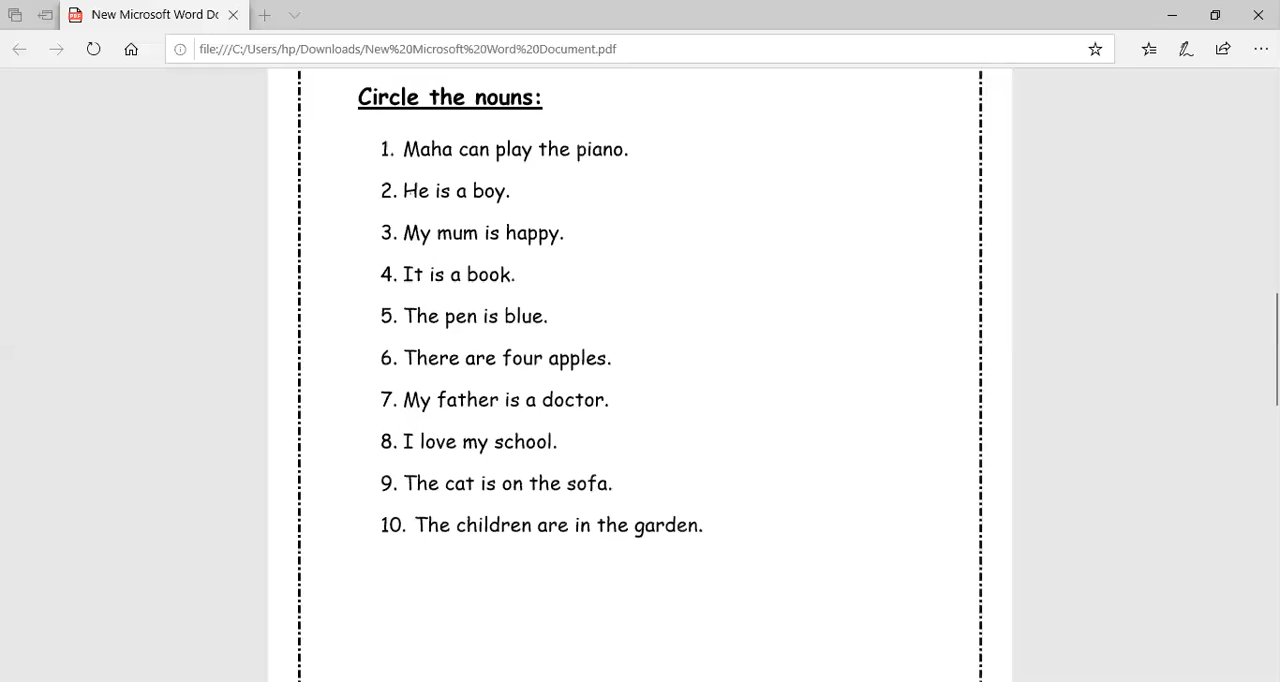 New Microsoft Word Do
file:///C:/Users/hp/Downloads/New%20Microsoft%20Word%20Document.pdf
Circle the nouns:
1. Maha can play the piano.
2. He is a boy.
3. My mum is happy.
4. It is a book.
5. The pen is blue.
6. There are four apples.
7. My father is a doctor.
8. I love my school.
9. The cat is on the sofa.
10. The children are in the garden.